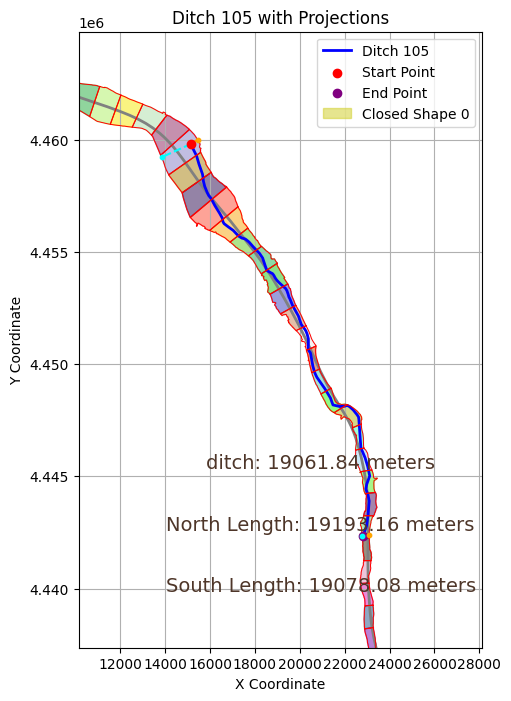 Ditch 105 with Projections
1e6
Ditch 105
Start Point
End Point
Closed Shape 0
4.460
4.455
4.450
4.445
4.440
Y Coordinate
ditch: 19061.84 meters
North Length: 19193.16 meters
South Length: 19078.08 meters
12000 14000 16000 18000 20000 22000 24000 26000 28000
X Coordinate